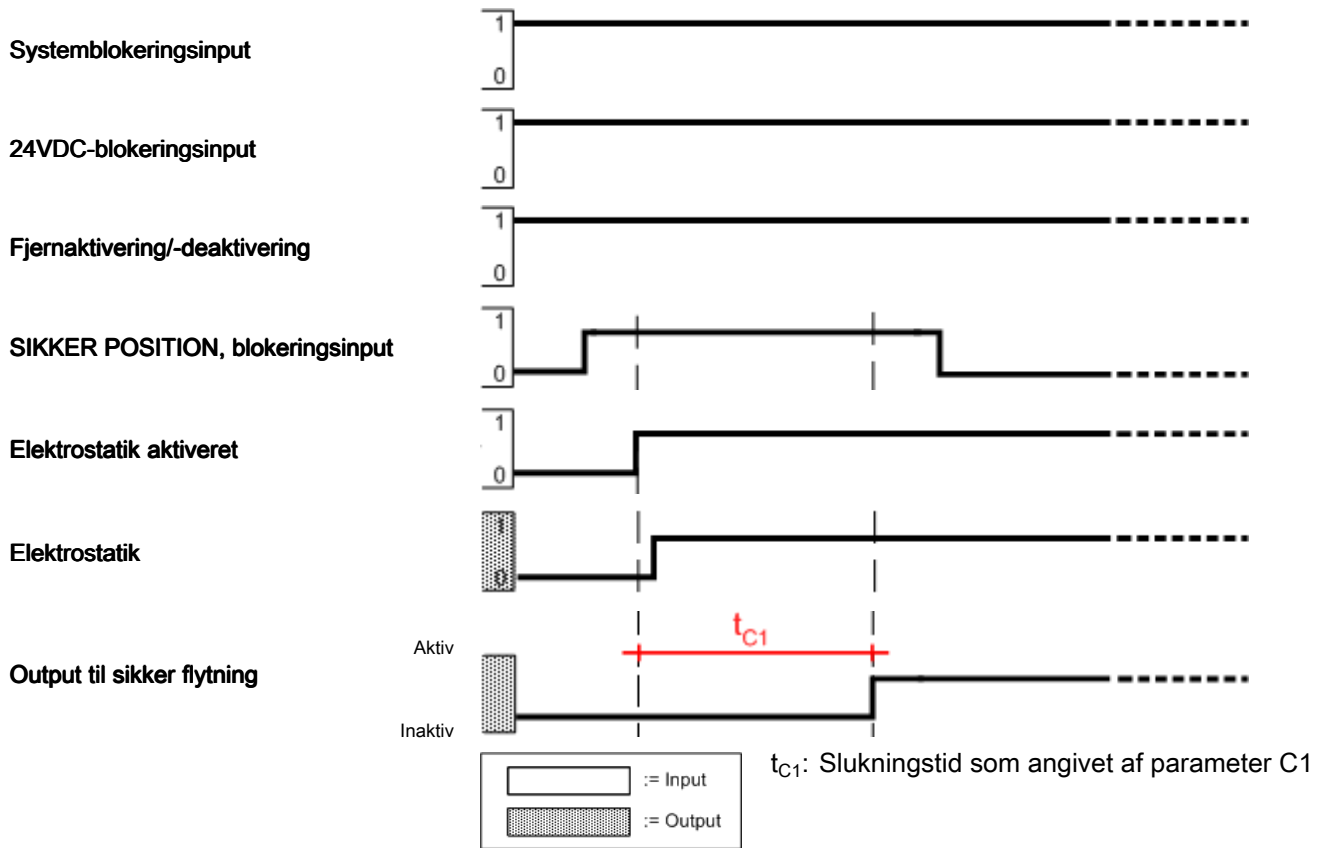 Systemblokeringsinput
1
0
24VDC-blokeringsinput
1
0
Fjernaktivering/-deaktivering
1
0
SIKKER POSITION, blokeringsinput
1
0
Elektrostatik aktiveret
1
0
Elektrostatik
1
0
Output til sikker flytning
Aktiv
Inaktiv
tC1
:= Input
:= Output
tC1: Slukningstid som angivet af parameter C1